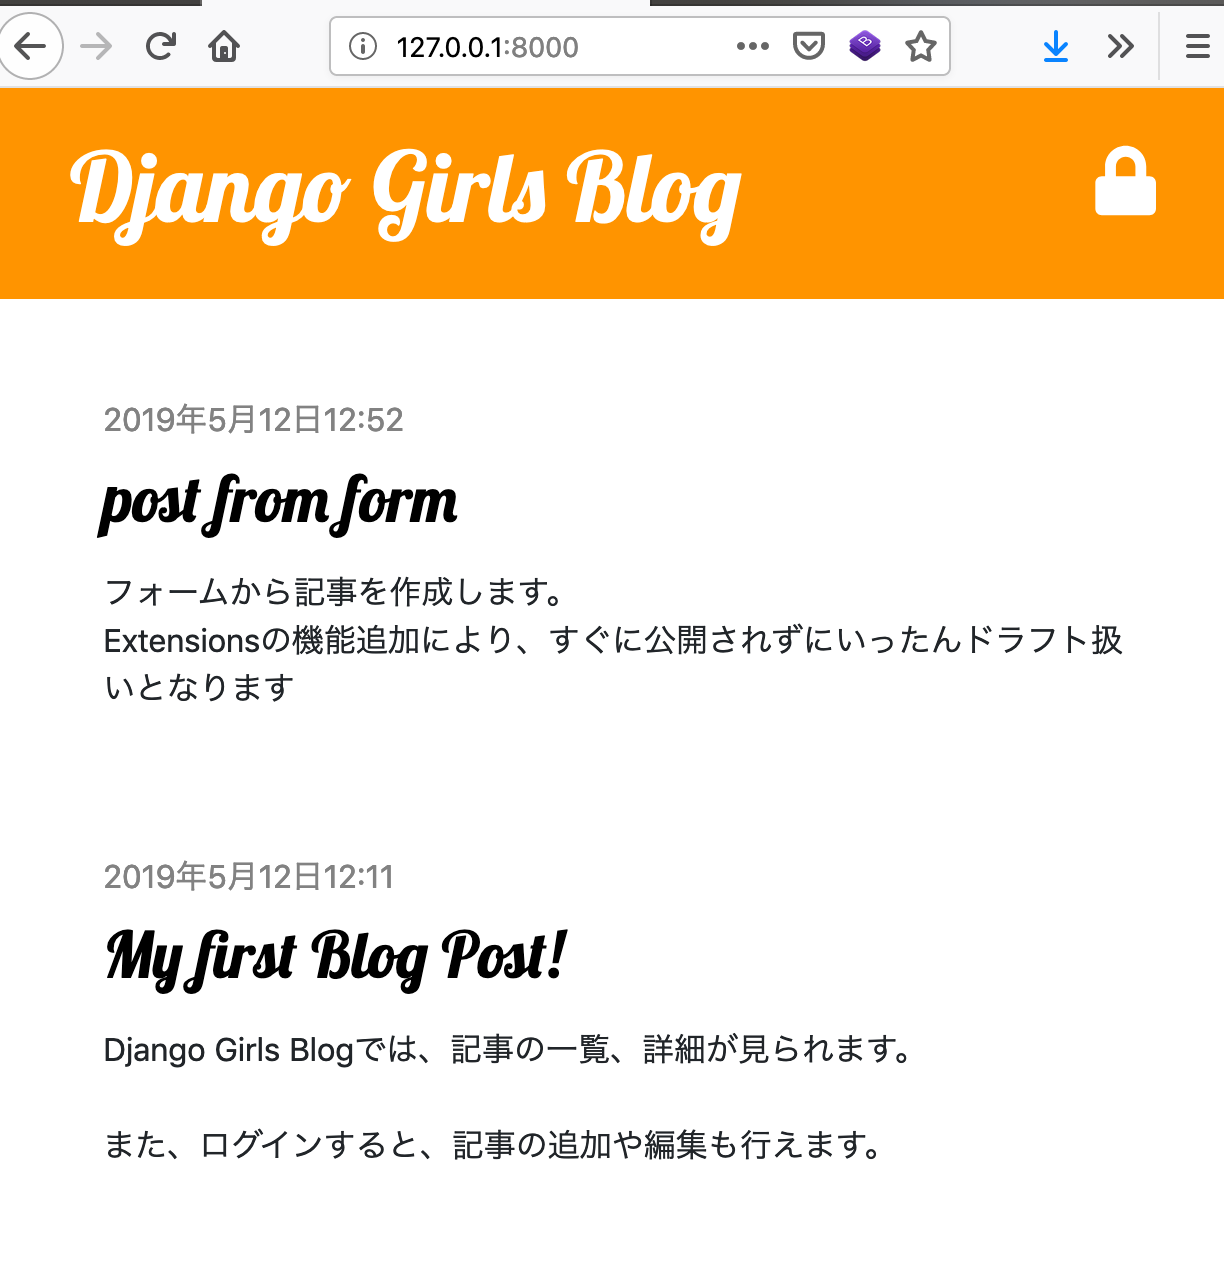 127.0.0.1:8000
Django Girls Blog
2019年5月12日12:52
post from form
フォームから記事を作成します。
Extensionsの機能追加により、すぐに公開されずにいったんドラフト扱
いとなります
2019年5月12日12:11
My first Blog Post!
Django Girls Blogでは、記事の一覧、詳細が見られます。
また、ログインすると、記事の追加や編集も行えます。